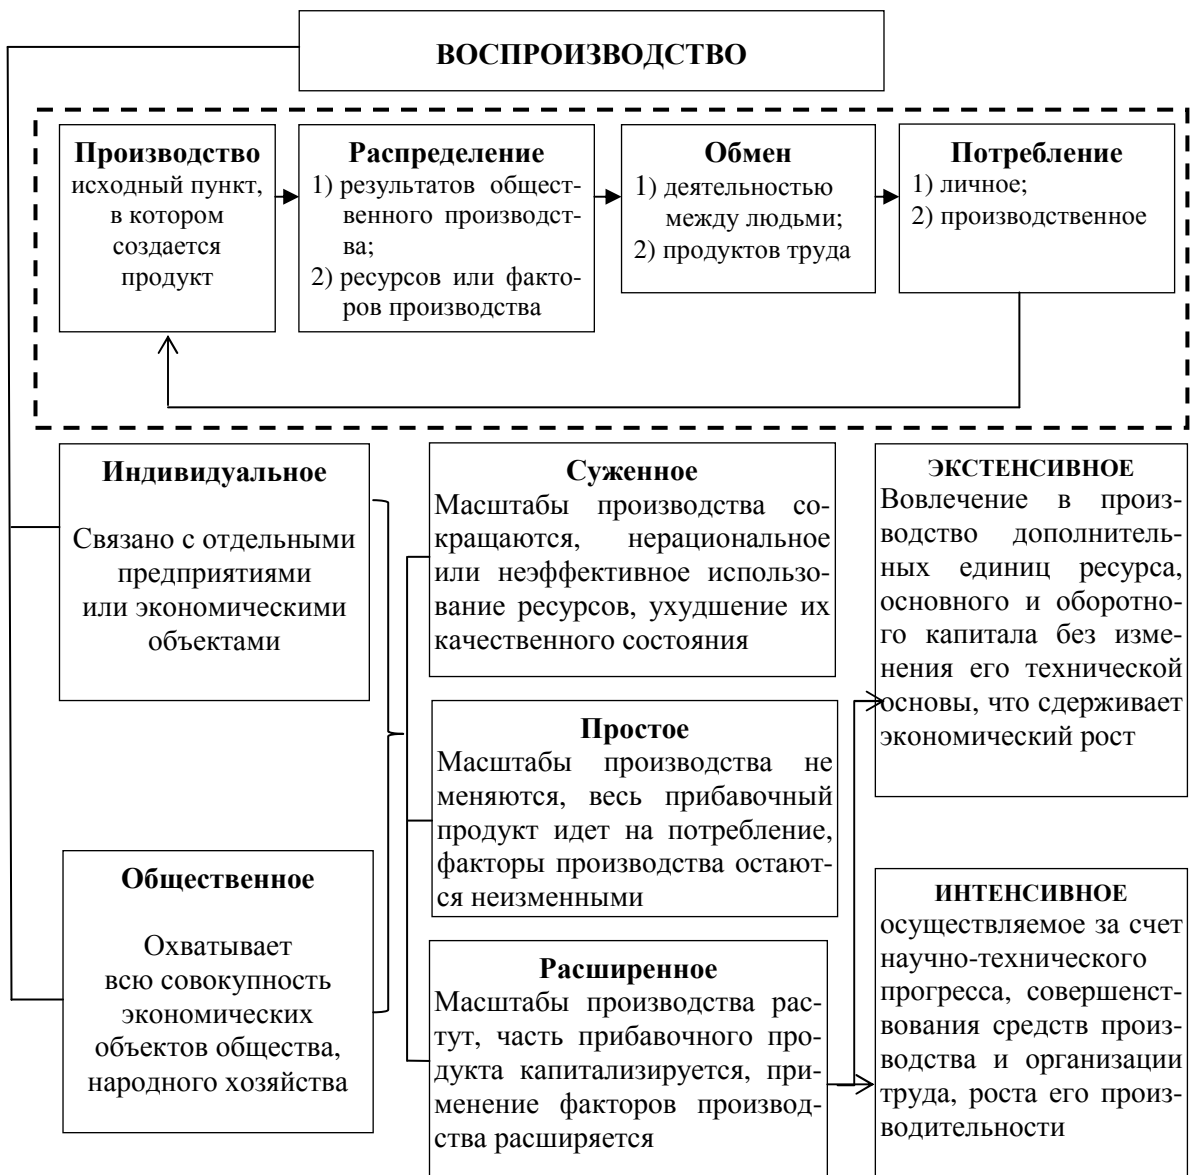 ВОСПРОИЗВОДСТВО
Производство
исходный пункт,
в котором
создается
продукт
Распределение
1) результатов общест-
венного производст-
ва;
2) ресурсов или факто-
ров производства
Обмен
1) деятельностью
между людьми;
2) продуктов труда
Потребление
1) личное;
2) производственное
Индивидуальное
Связано с отдельными
предприятиями
или экономическими
объектами
Общественное
Охватывает
всю совокупность
экономических
объектов общества,
народного хозяйства
Суженное
Масштабы производства со-
кращаются, нерациональное
или неэффективное использо-
вание ресурсов, ухудшение их
качественного состояния
Простое
Масштабы производства не
меняются, весь прибавочный
продукт идет на потребление,
факторы производства остают-
ся неизменными
Расширенное
Масштабы производства рас-
тут, часть прибавочного про-
дукта капитализируется, при-
менение факторов производ-
ства расширяется
ЭКСТЕНСИВНОЕ
Вовлечение в произ-
водство дополнитель-
ных единиц ресурса,
основного и оборотно-
го капитала без изме-
нения его технической
основы, что сдерживает
экономический рост
ИНТЕНСИВНОЕ
осуществляемое за счет
научно-технического
прогресса, совершенст-
вования средств произ-
водства и организации
труда, роста его произ-
водительности